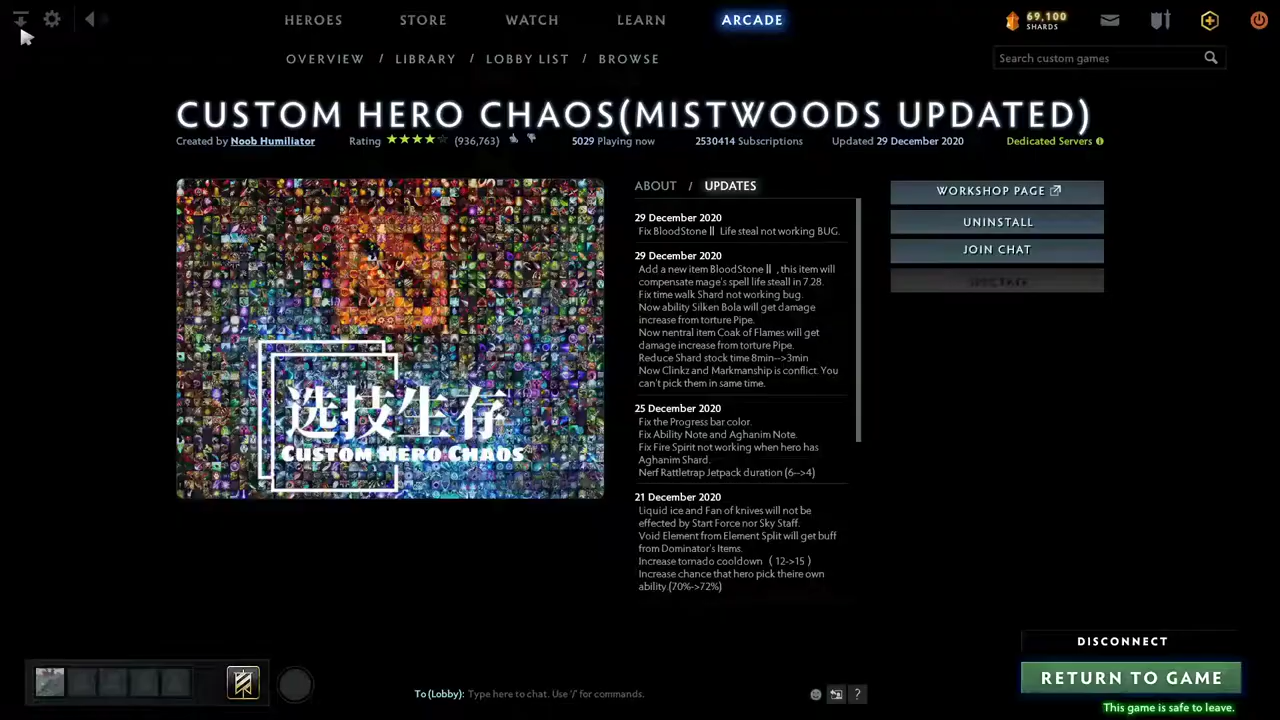 HEROES STORE WATCH LEARN ARCADE
69,100
SHARDS
OVERVIEW / LIBRARY / LOBBY LIST / BROWSE
Search custom games
CUSTOM HERO CHAOS(MISTWOODS UPDATED)
Created by Noob Humiliator Rating (936,763) 5029 Playing now 2530414 Subscriptions Updated 29 December 2020 Dedicated Servers
ABOUT / UPDATES
29 December 2020
Fix BloodStone Ⅱ Life steal not working BUG.
29 December 2020
Add a new item BloodStone Ⅱ , this item will
compensate mage's spell life steall in 7.28.
Fix time walk Shard not working bug.
Now ability Silken Bola will get damage
increase from torture Pipe.
Now nentral item Coak of Flames will get
damage increase from torture Pipe.
Reduce Shard stock time 8min-->3min
Now Clinkz and Markmanship is conflict. You
can't pick them in same time.
25 December 2020
Fix the Progress bar color.
Fix Ability Note and Aghanim Note.
Fix Fire Spirit not working when hero has
Aghanim Shard.
Nerf Rattletrap Jetpack duration (6-->4)
21 December 2020
Liquid ice and Fan of knives will not be
effected by Start Force nor Sky Staff.
Void Element from Element Split will get buff
from Dominator's Items.
Increase tornado cooldown （12->15）
Increase chance that hero pick theire own
ability.(70%->72%)
WORKSHOP PAGE
UNINSTALL
JOIN CHAT
选技生存
CUSTOM HERO CHAOS
DISCONNECT
RETURN TO GAME
This game is safe to leave.
To (Lobby): Type here to chat. Use '/' for commands.
?